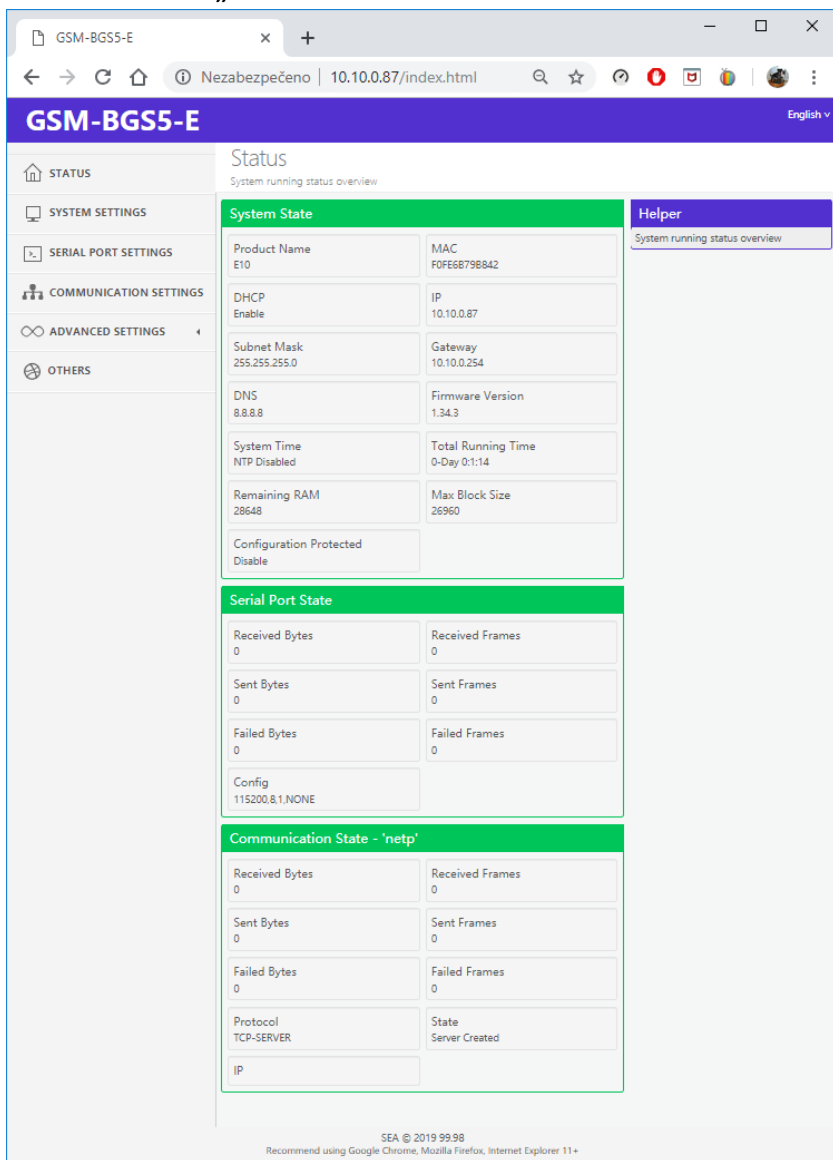 GSM-BGS5-E
Nezabezpečeno | 10.10.0.87/index.html
GSM-BGS5-E
English
STATUS
SYSTEM SETTINGS
SERIAL PORT SETTINGS
COMMUNICATION SETTINGS
ADVANCED SETTINGS
OTHERS
Status
System running status overview
System State
Product Name
E10
MAC
F0FE6B79B842
DHCP
Enable
IP
10.10.0.87
Subnet Mask
255.255.255.0
Gateway
10.10.0.254
DNS
8.8.8.8
Firmware Version
1.34.3
System Time
NTP Disabled
Total Running Time
0-Day 0:1:14
Remaining RAM
28648
Max Block Size
26960
Configuration Protected
Disable
Serial Port State
Received Bytes
0
Received Frames
0
Sent Bytes
0
Sent Frames
0
Failed Bytes
0
Failed Frames
0
Config
115200,8,1,NONE
Communication State - 'netp'
Received Bytes
0
Received Frames
0
Sent Bytes
0
Sent Frames
0
Failed Bytes
0
Failed Frames
0
Protocol
TCP-SERVER
State
Server Created
IP
Helper
System running status overview
SEA © 2019 99.98
Recommend using Google Chrome, Mozilla Firefox, Internet Explorer 11+